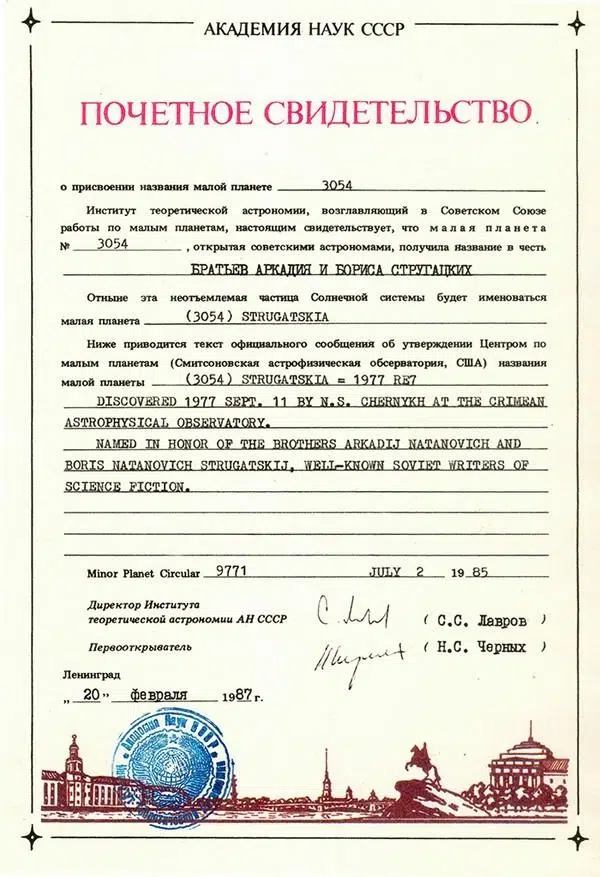 АКАДЕМИЯ НАУК СССР
ПОЧЕТНОЕ СВИДЕТЕЛЬСТВО
о присвоении названия малой планете 3054
Институт теоретической астрономии, возглавляющий в Советском Союзе
работы по малым планетам, настоящим свидетельствует, что малая планета
№ 3054, открытая советскими астрономами, получила название в честь
БРАТЬЕВ АРКАДИЯ И БОРИСА СТРУГАЦКИХ
Отныне эта неотъемлемая частица Солнечной системы будет именоваться
малая планета (3054) STRUGATSKIA
Ниже приводится текст официального сообщения об утверждении Центром по
малым планетам (Смитсоновская астрофизическая обсерватория, США) названия
малой планеты (3054) STRUGATSKIA = 1977 RE7
DISCOVERED 1977 SEPT. 11 BY N.S. CHERNYKH AT THE CRIMEAN
ASTROPHYSICAL OBSERVATORY.
NAMED IN HONOR OF THE BROTHERS ARKADIJ NATANOVICH AND
BORIS NATANOVICH STRUGATSKIJ, WELL-KNOWN SOVIET WRITERS OF
SCIENCE FICTION.
Minor Planet Circular 9771 JULY 2 1985
Директор Института
теоретической астрономии АН СССР (С.С. Лавров)
Первооткрыватель (Н.С. Черных)
Ленинград
„20" февраля 1987 г.
Академия Наук СССР